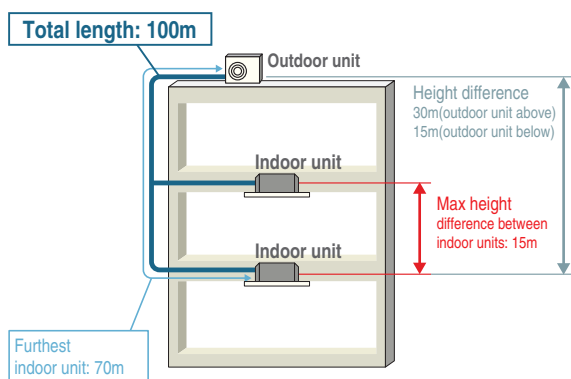 Total length: 100m
Outdoor unit
Height difference
30m(outdoor unit above)
15m(outdoor unit below)
Indoor unit
Max height
difference between
indoor units: 15m
Indoor unit
Furthest
indoor unit: 70m